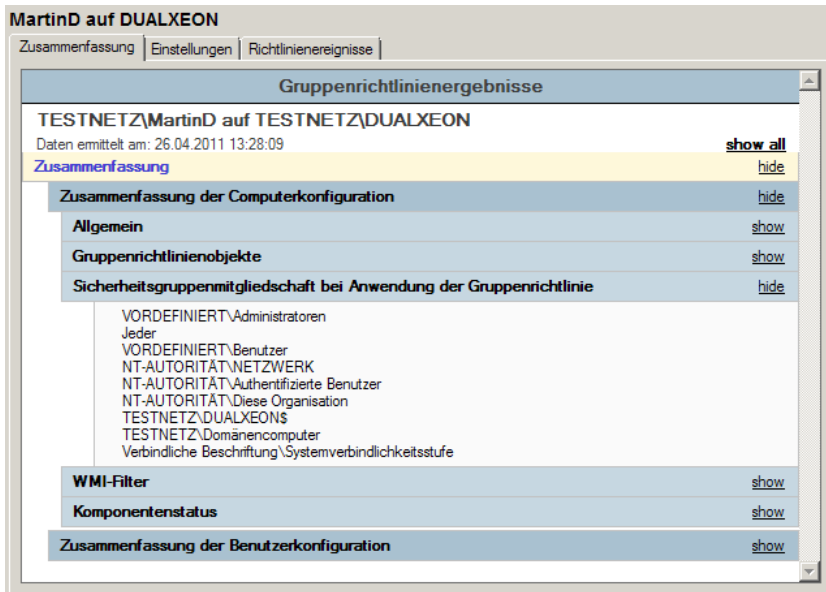 MartinD auf DUALXEON
Zusammenfassung Einstellungen Richtlinienereignisse
Gruppenrichtlinienergebnisse
TESTNETZ\MartinD auf TESTNETZ\DUALXEON
Daten ermittelt am: 26.04.2011 13:28:09 show all
Zusammenfassung hide
Zusammenfassung der Computerkonfiguration hide
Allgemein show
Gruppenrichtlinienobjekte show
Sicherheitsgruppenmitgliedschaft bei Anwendung der Gruppenrichtlinie hide
VORDEFINIERT\Administratoren
Jeder
VORDEFINIERT\Benutzer
NT-AUTORITÄT\NETZWERK
NT-AUTORITÄT\Authentifizierte Benutzer
NT-AUTORITÄT\Diese Organisation
TESTNETZ\DUALXEON$
TESTNETZ\Domänencomputer
Verbindliche Beschriftung\Systemverbindlichkeitsstufe
WMI-Filter show
Komponentenstatus show
Zusammenfassung der Benutzerkonfiguration show